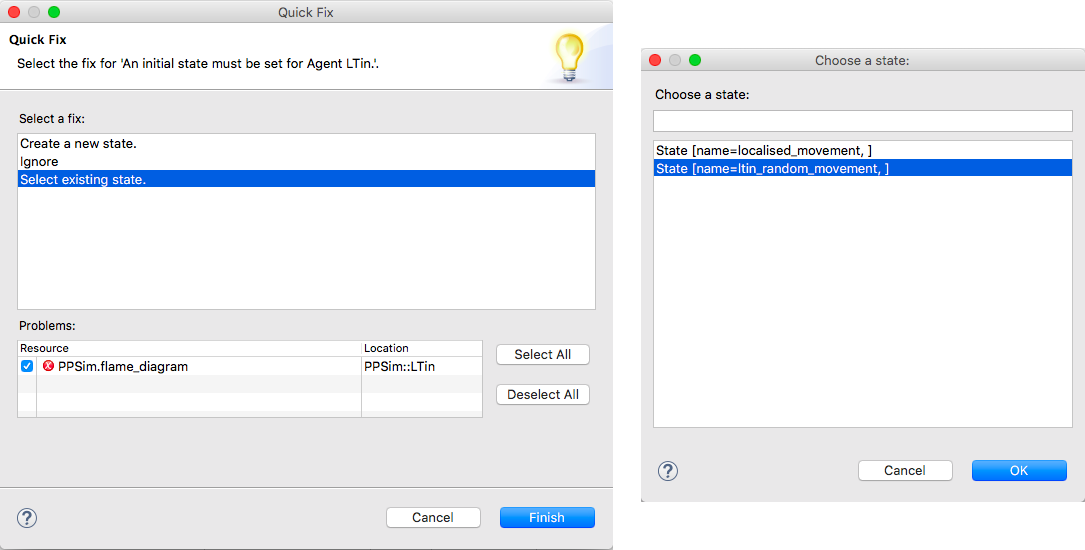 Quick Fix
Quick Fix
Select the fix for 'An initial state must be set for Agent LTin.'.
Select a fix:
Create a new state.
Ignore
Select existing state.
Problems:
Resource Location
PPSim.flame_diagram PPSim::LTin
Select All
Deselect All
? Cancel Finish
Choose a state:
Choose a state:
State [name=localised_movement, ]
State [name=ltin_random_movement, ]
? Cancel OK